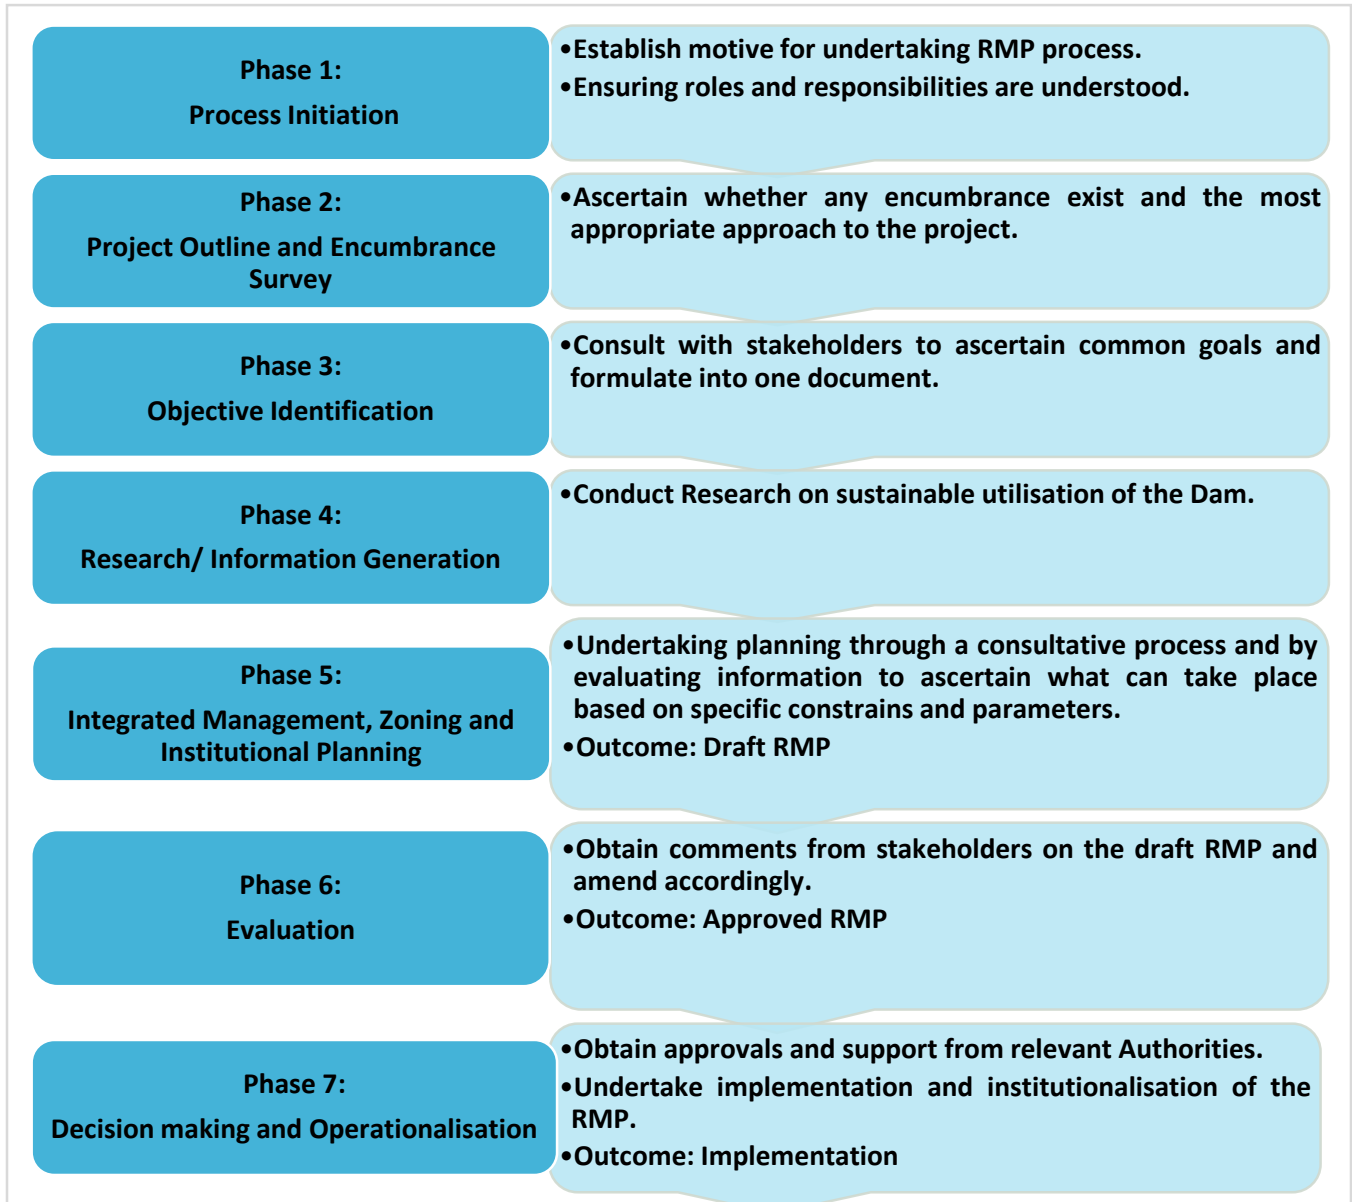 Phase 1:
Process Initiation
•Establish motive for undertaking RMP process.
•Ensuring roles and responsibilities are understood.
Phase 2:
Project Outline and Encumbrance
Survey
•Ascertain whether any encumbrance exist and the most
appropriate approach to the project.
Phase 3:
Objective Identification
•Consult with stakeholders to ascertain common goals and
formulate into one document.
Phase 4:
Research/ Information Generation
•Conduct Research on sustainable utilisation of the Dam.
Phase 5:
Integrated Management, Zoning and
Institutional Planning
•Undertaking planning through a consultative process and by
evaluating information to ascertain what can take place
based on specific constrains and parameters.
•Outcome: Draft RMP
Phase 6:
Evaluation
•Obtain comments from stakeholders on the draft RMP and
amend accordingly.
•Outcome: Approved RMP
Phase 7:
Decision making and Operationalisation
•Obtain approvals and support from relevant Authorities.
•Undertake implementation and institutionalisation of the
RMP.
•Outcome: Implementation